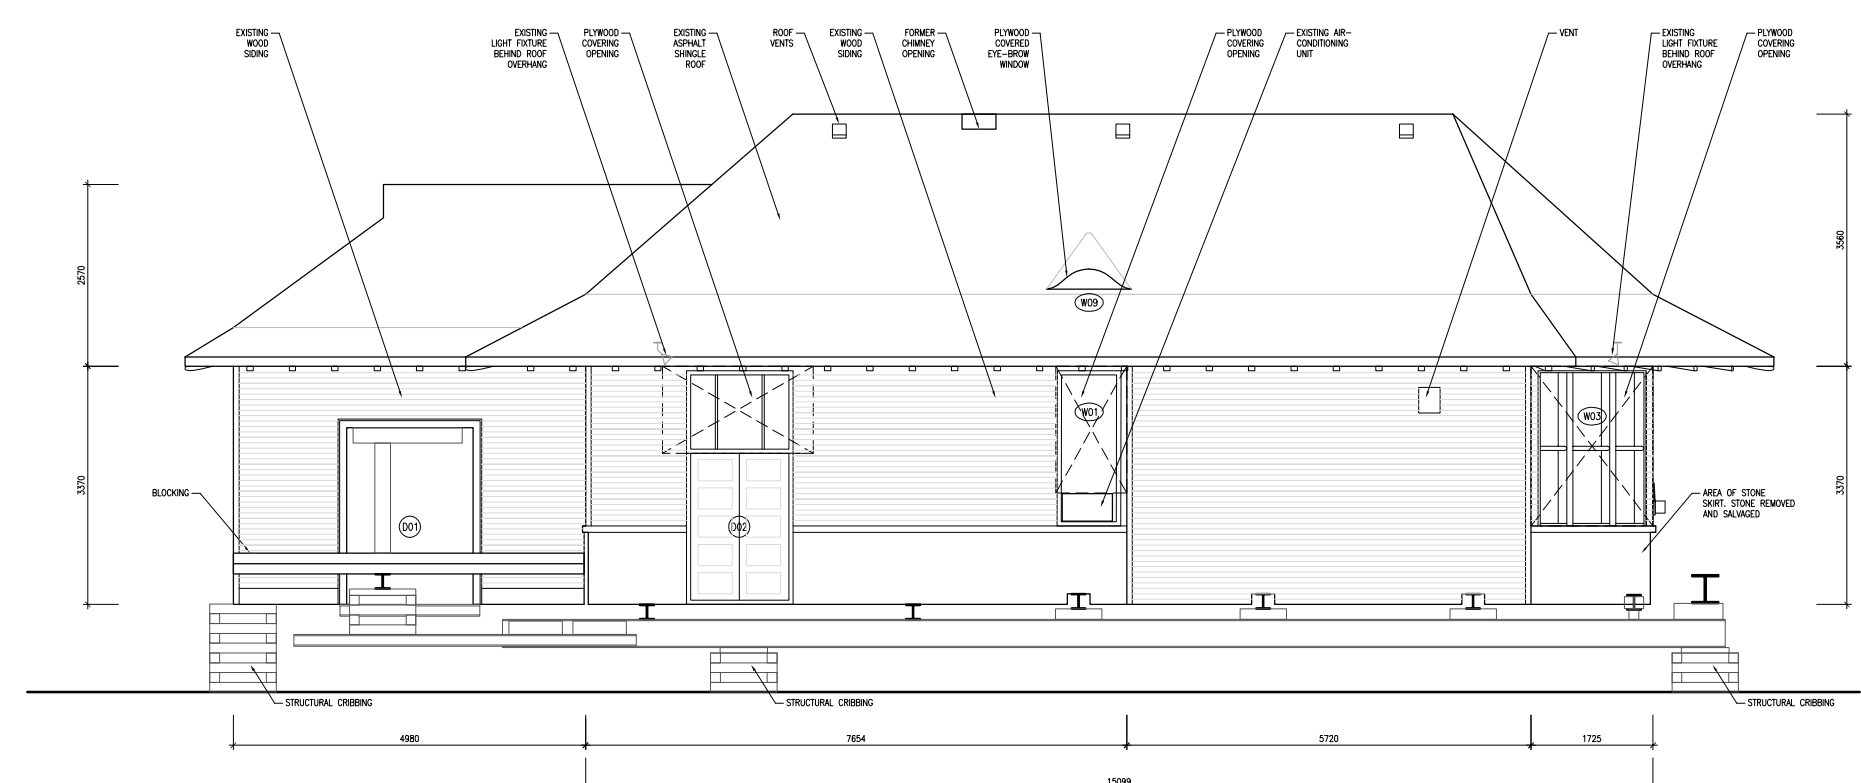 EXISTING
WOOD
SIDING
EXISTING
LIGHT FIXTURE
BEHIND ROOF
OVERHANG
PLYWOOD
COVERING
OPENING
EXISTING
ASPHALT
SHINGLE
ROOF
ROOF
VENTS
EXISTING
WOOD
SIDING
FORMER
CHIMNEY
OPENING
PLYWOOD
COVERED
EYE-BROW
WINDOW
PLYWOOD
COVERING
OPENING
EXISTING AIR-
CONDITIONING
UNIT
VENT
EXISTING
LIGHT FIXTURE
BEHIND ROOF
OVERHANG
PLYWOOD
COVERING
OPENING
2570
3560
W09
W01
W03
3370
3370
BLOCKING
D01
D02
AREA OF STONE
SKIRT. STONE REMOVED
AND SALVAGED
STRUCTURAL CRIBBING
STRUCTURAL CRIBBING
STRUCTURAL CRIBBING
4980
7654
5720
1725
15099